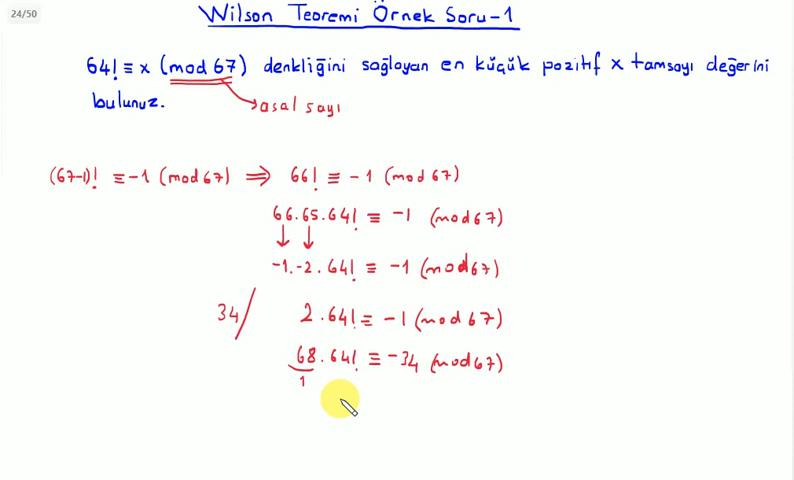 24/50
Wilson Teoremi Örnek Soru-1
64! ≡ x (mod 67) denkliğini sağlayan en küçük pozitif x tamsayı değerini
bulunuz.
asal sayı
(67-1)! ≡ -1 (mod 67) ⇒ 66! ≡ -1 (mod 67)
66.65.64! ≡ -1 (mod 67)
↓ ↓
-1.-2.64! ≡ -1 (mod 67)
34/ 2.64! ≡ -1 (mod 67)
68.64! ≡ -34 (mod 67)
1